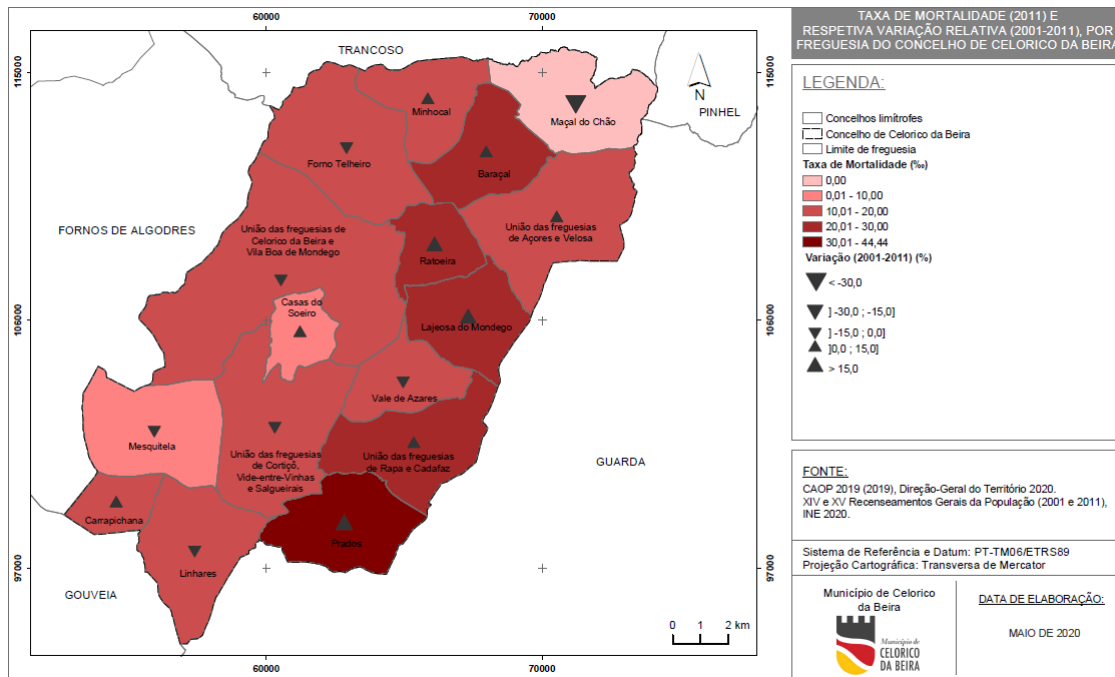 60000
70000
TAXA DE MORTALIDADE (2011) E
RESPETIVA VARIAÇÃO RELATIVA (2001-2011), POR
FREGUESIA DO CONCELHO DE CELORICO DA BEIRA
TRANCOSO
115000
115000
N
PINHEL
Minhocal
Maçal do Chão
Forno Telheiro
Baraçal
FORNOS DE ALGODRES
União das freguesias de
Celorico da Beira e
Vila Boa de Mondego
União das freguesias
de Açores e Velosa
Ratoeira
Casas do
Soeiro
Lajeosa do Mondego
106000
106000
Vale de Azares
Mesquitela
União das freguesias
de Cortiçô,
Vide-entre-Vinhas
e Salgueirais
União das freguesias
de Rapa e Cadafaz
GUARDA
Carrapichana
Prados
Linhares
97000
97000
GOUVEIA
0 1 2 km
60000
70000
LEGENDA:
Concelhos limítrofes
Concelho de Celorico da Beira
Limite de freguesia
Taxa de Mortalidade (‰)
0,00
0,01 - 10,00
10,01 - 20,00
20,01 - 30,00
30,01 - 44,44
Variação (2001-2011) (%)
< -30,0
] -30,0 ; -15,0]
] -15,0 ; 0,0]
]0,0 ; 15,0]
> 15,0
FONTE:
CAOP 2019 (2019), Direção-Geral do Território 2020.
XIV e XV Recenseamentos Gerais da População (2001 e 2011),
INE 2020.
Sistema de Referência e Datum: PT-TM06/ETRS89
Projeção Cartográfica: Transversa de Mercator
Município de Celorico
da Beira
Município de
CELORICO
DA BEIRA
DATA DE ELABORAÇÃO:
MAIO DE 2020